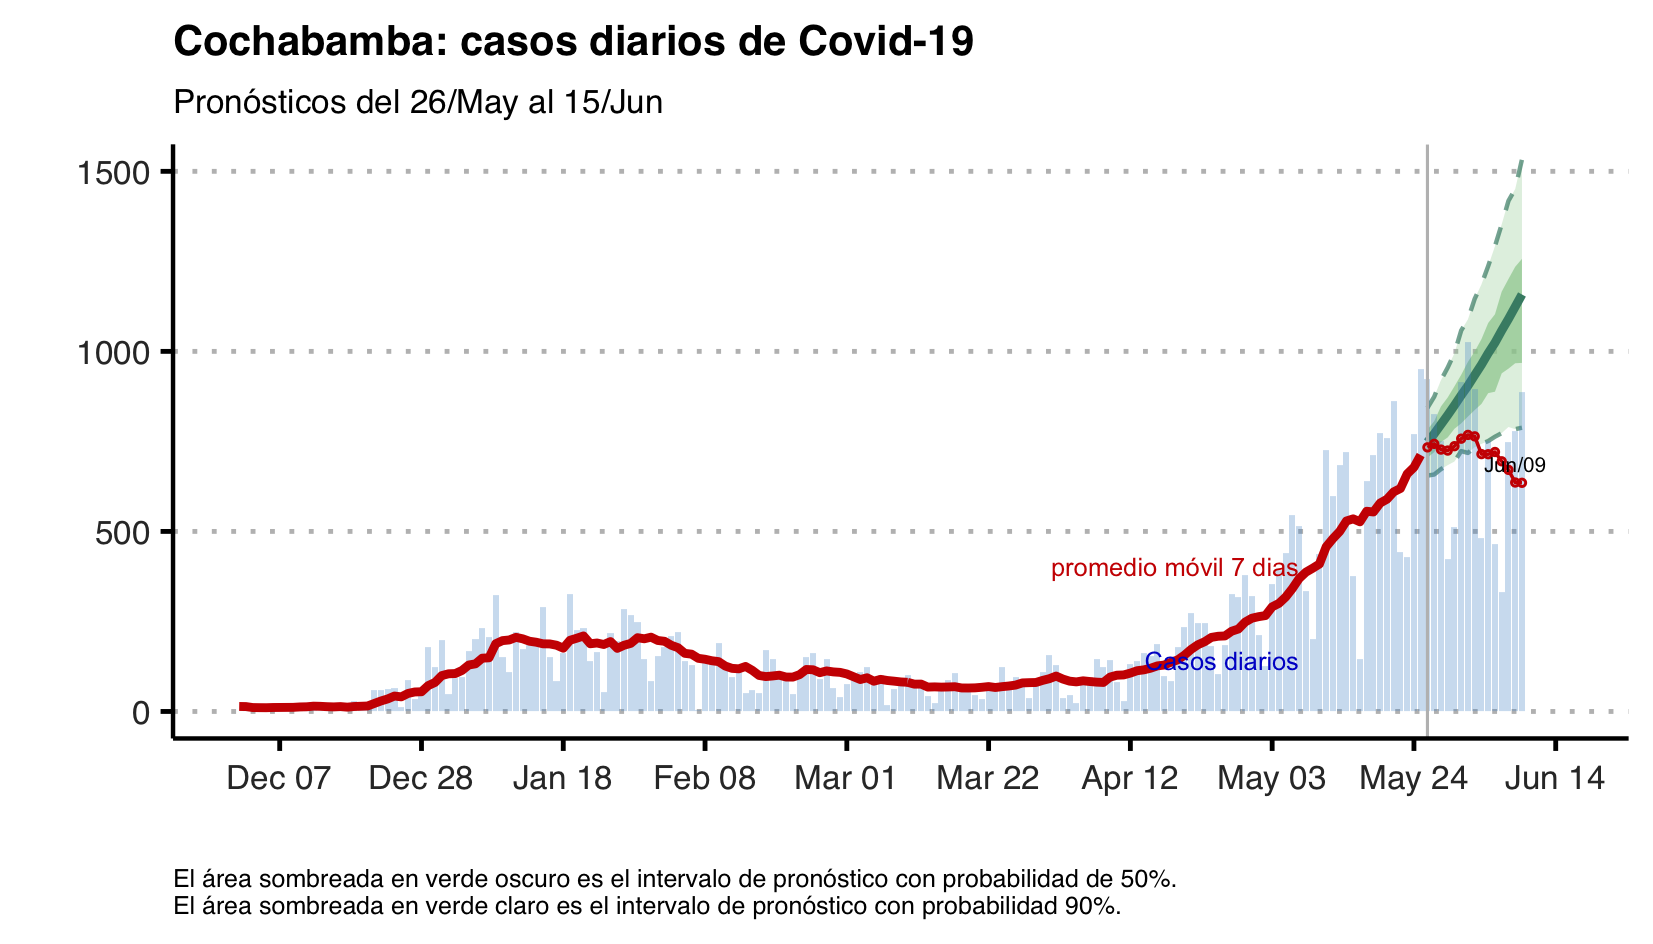 Cochabamba: casos diarios de Covid-19
Pronósticos del 26/May al 15/Jun
1500
1000
500
0
promedio móvil 7 dias
Casos diarios
Jun/09
Dec 07 Dec 28 Jan 18 Feb 08 Mar 01 Mar 22 Apr 12 May 03 May 24 Jun 14
El área sombreada en verde oscuro es el intervalo de pronóstico con probabilidad de 50%.
El área sombreada en verde claro es el intervalo de pronóstico con probabilidad 90%.